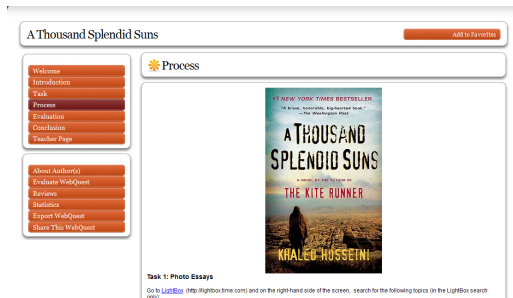 A Thousand Splendid Suns
Add to Favorites
Welcome
Introduction
Task
Process
Evaluation
Conclusion
Teacher Page
About Author(s)
Evaluate WebQuest
Reviews
Statistics
Export WebQuest
Share This WebQuest
Process
#1 NEW YORK TIMES BESTSELLER
"A brave, honorable, big-hearted book."
—The Washington Post
A THOUSAND
SPLENDID SUNS
A NOVEL BY THE AUTHOR OF
THE KITE RUNNER
KHALED HOSSEINI
Task 1: Photo Essays
Go to LightBox (http://lightbox.time.com) and on the right-hand side of the screen, search for the following topics (in the LightBox search
only)